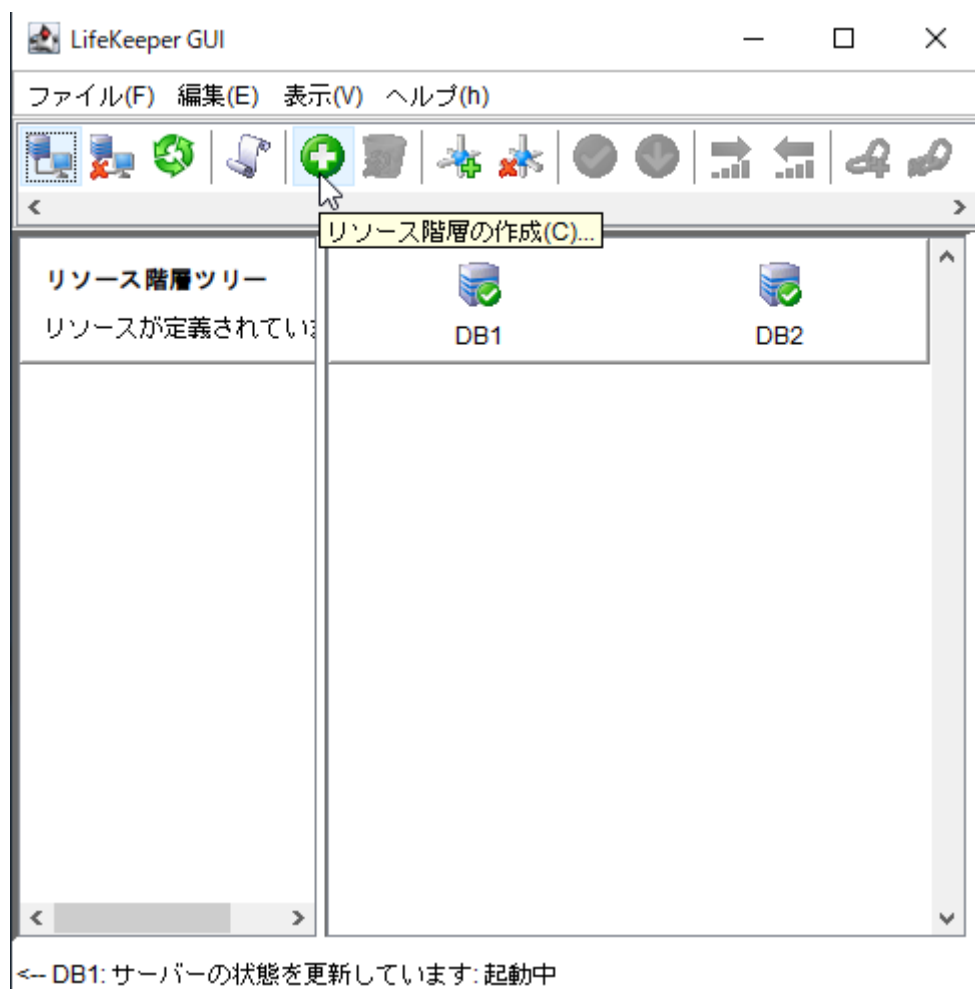 LifeKeeper GUI
ファイル(F) 編集(E) 表示(V) ヘルプ(h)
リソース階層の作成(C)...
リソース階層ツリー
リソースが定義されていま
DB1
DB2
<-- DB1: サーバーの状態を更新しています: 起動中